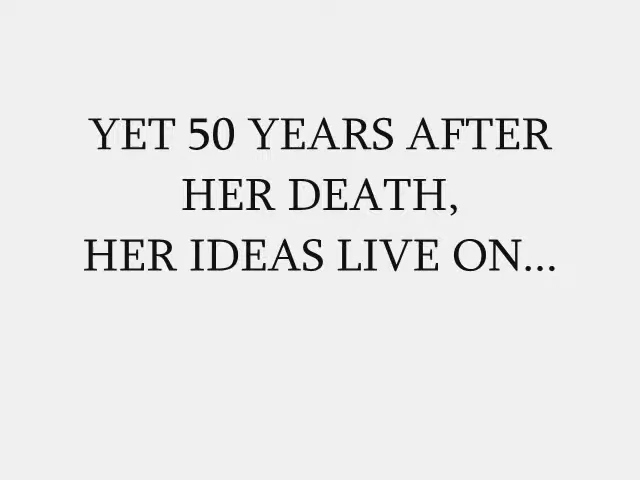 YET 50 YEARS AFTER
HER DEATH,
HER IDEAS LIVE ON...